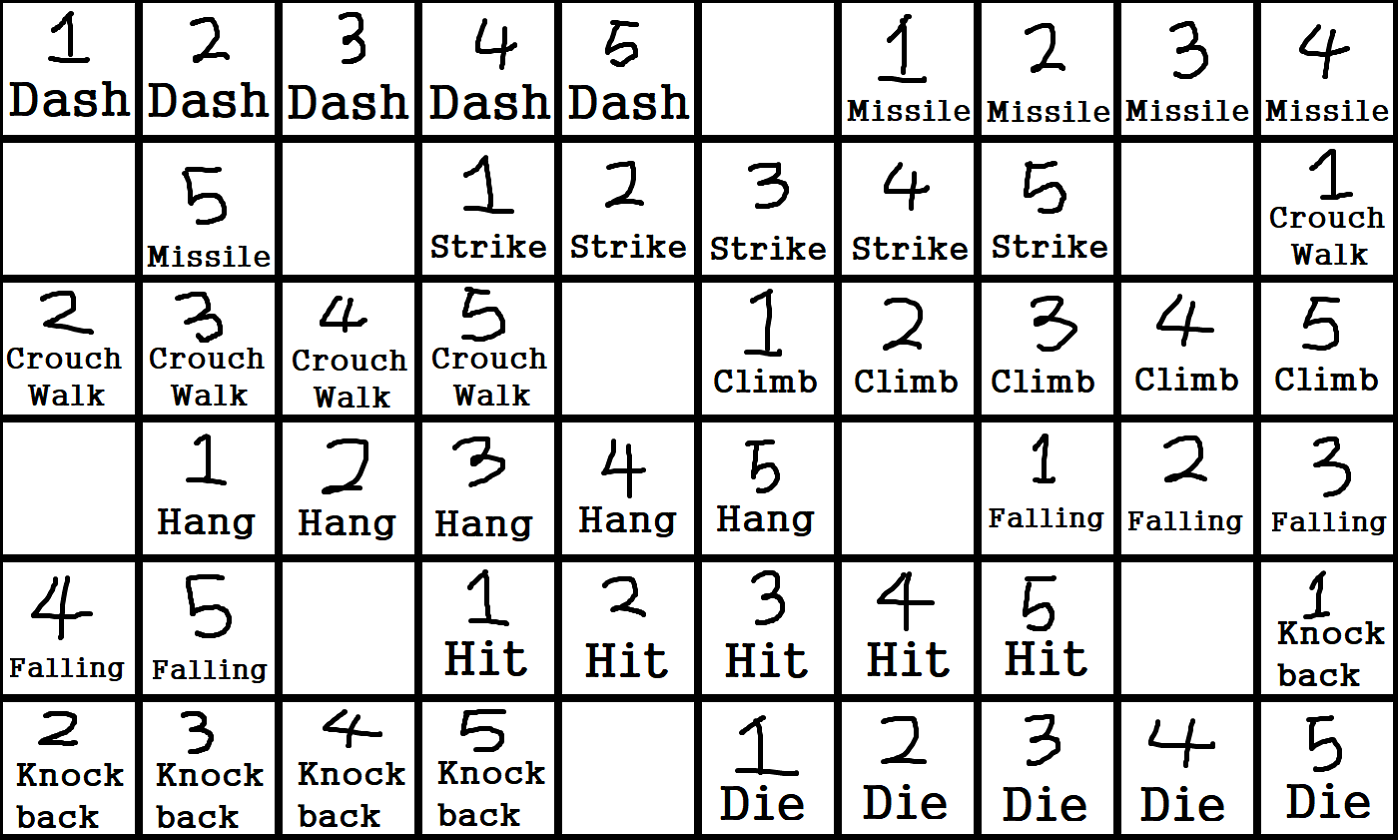 1 2 3 4 5 1 2 3 4
Dash Dash Dash Dash Dash Missile Missile Missile Missile
5 1 2 3 4 5 1
Missile Strike Strike Strike Strike Strike Crouch
Walk
2 3 4 5 1 2 3 4 5
Crouch Crouch Crouch Crouch Climb Climb Climb Climb Climb
Walk Walk Walk Walk
1 2 3 4 5 1 2 3
Hang Hang Hang Hang Hang Falling Falling Falling
4 5 1 2 3 4 5 1
Falling Falling Hit Hit Hit Hit Hit Knock
back
2 3 4 5 1 2 3 4 5
Knock Knock Knock Knock Die Die Die Die Die
back back back back